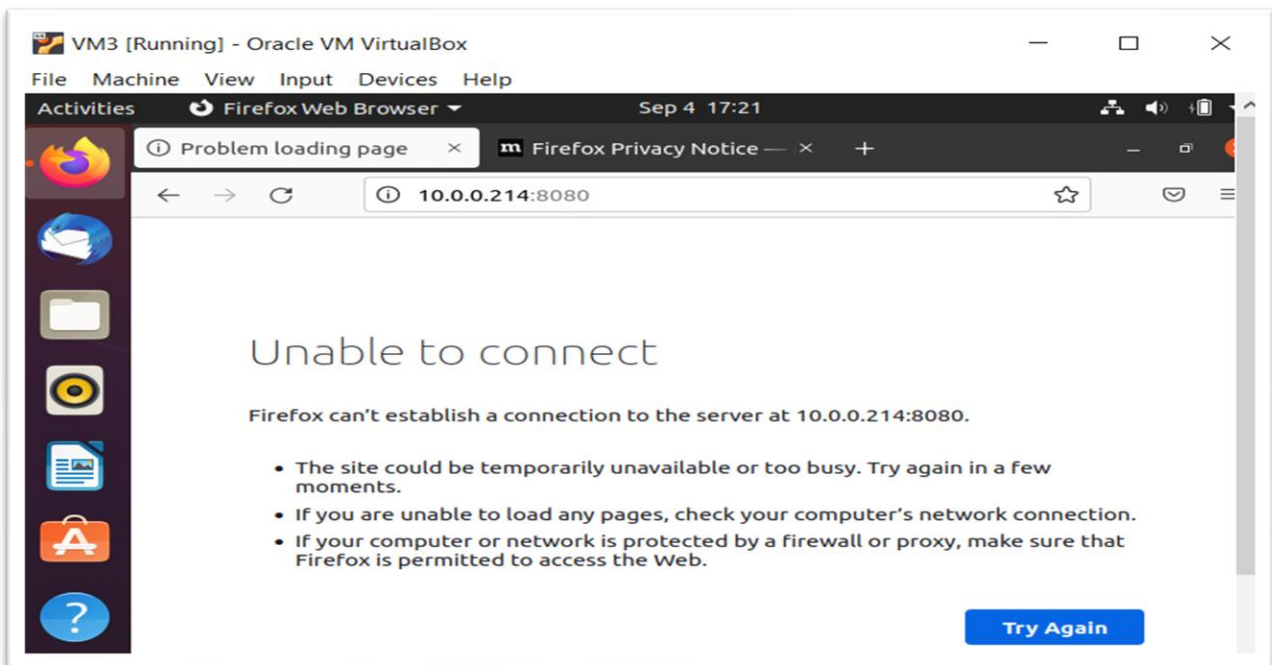 VM3 [Running] - Oracle VM VirtualBox
File Machine View Input Devices Help
Activities Firefox Web Browser Sep 4 17:21
Problem loading page m Firefox Privacy Notice —
10.0.0.214:8080
Unable to connect
Firefox can’t establish a connection to the server at 10.0.0.214:8080.
• The site could be temporarily unavailable or too busy. Try again in a few
moments.
• If you are unable to load any pages, check your computer’s network connection.
• If your computer or network is protected by a firewall or proxy, make sure that
Firefox is permitted to access the Web.
Try Again